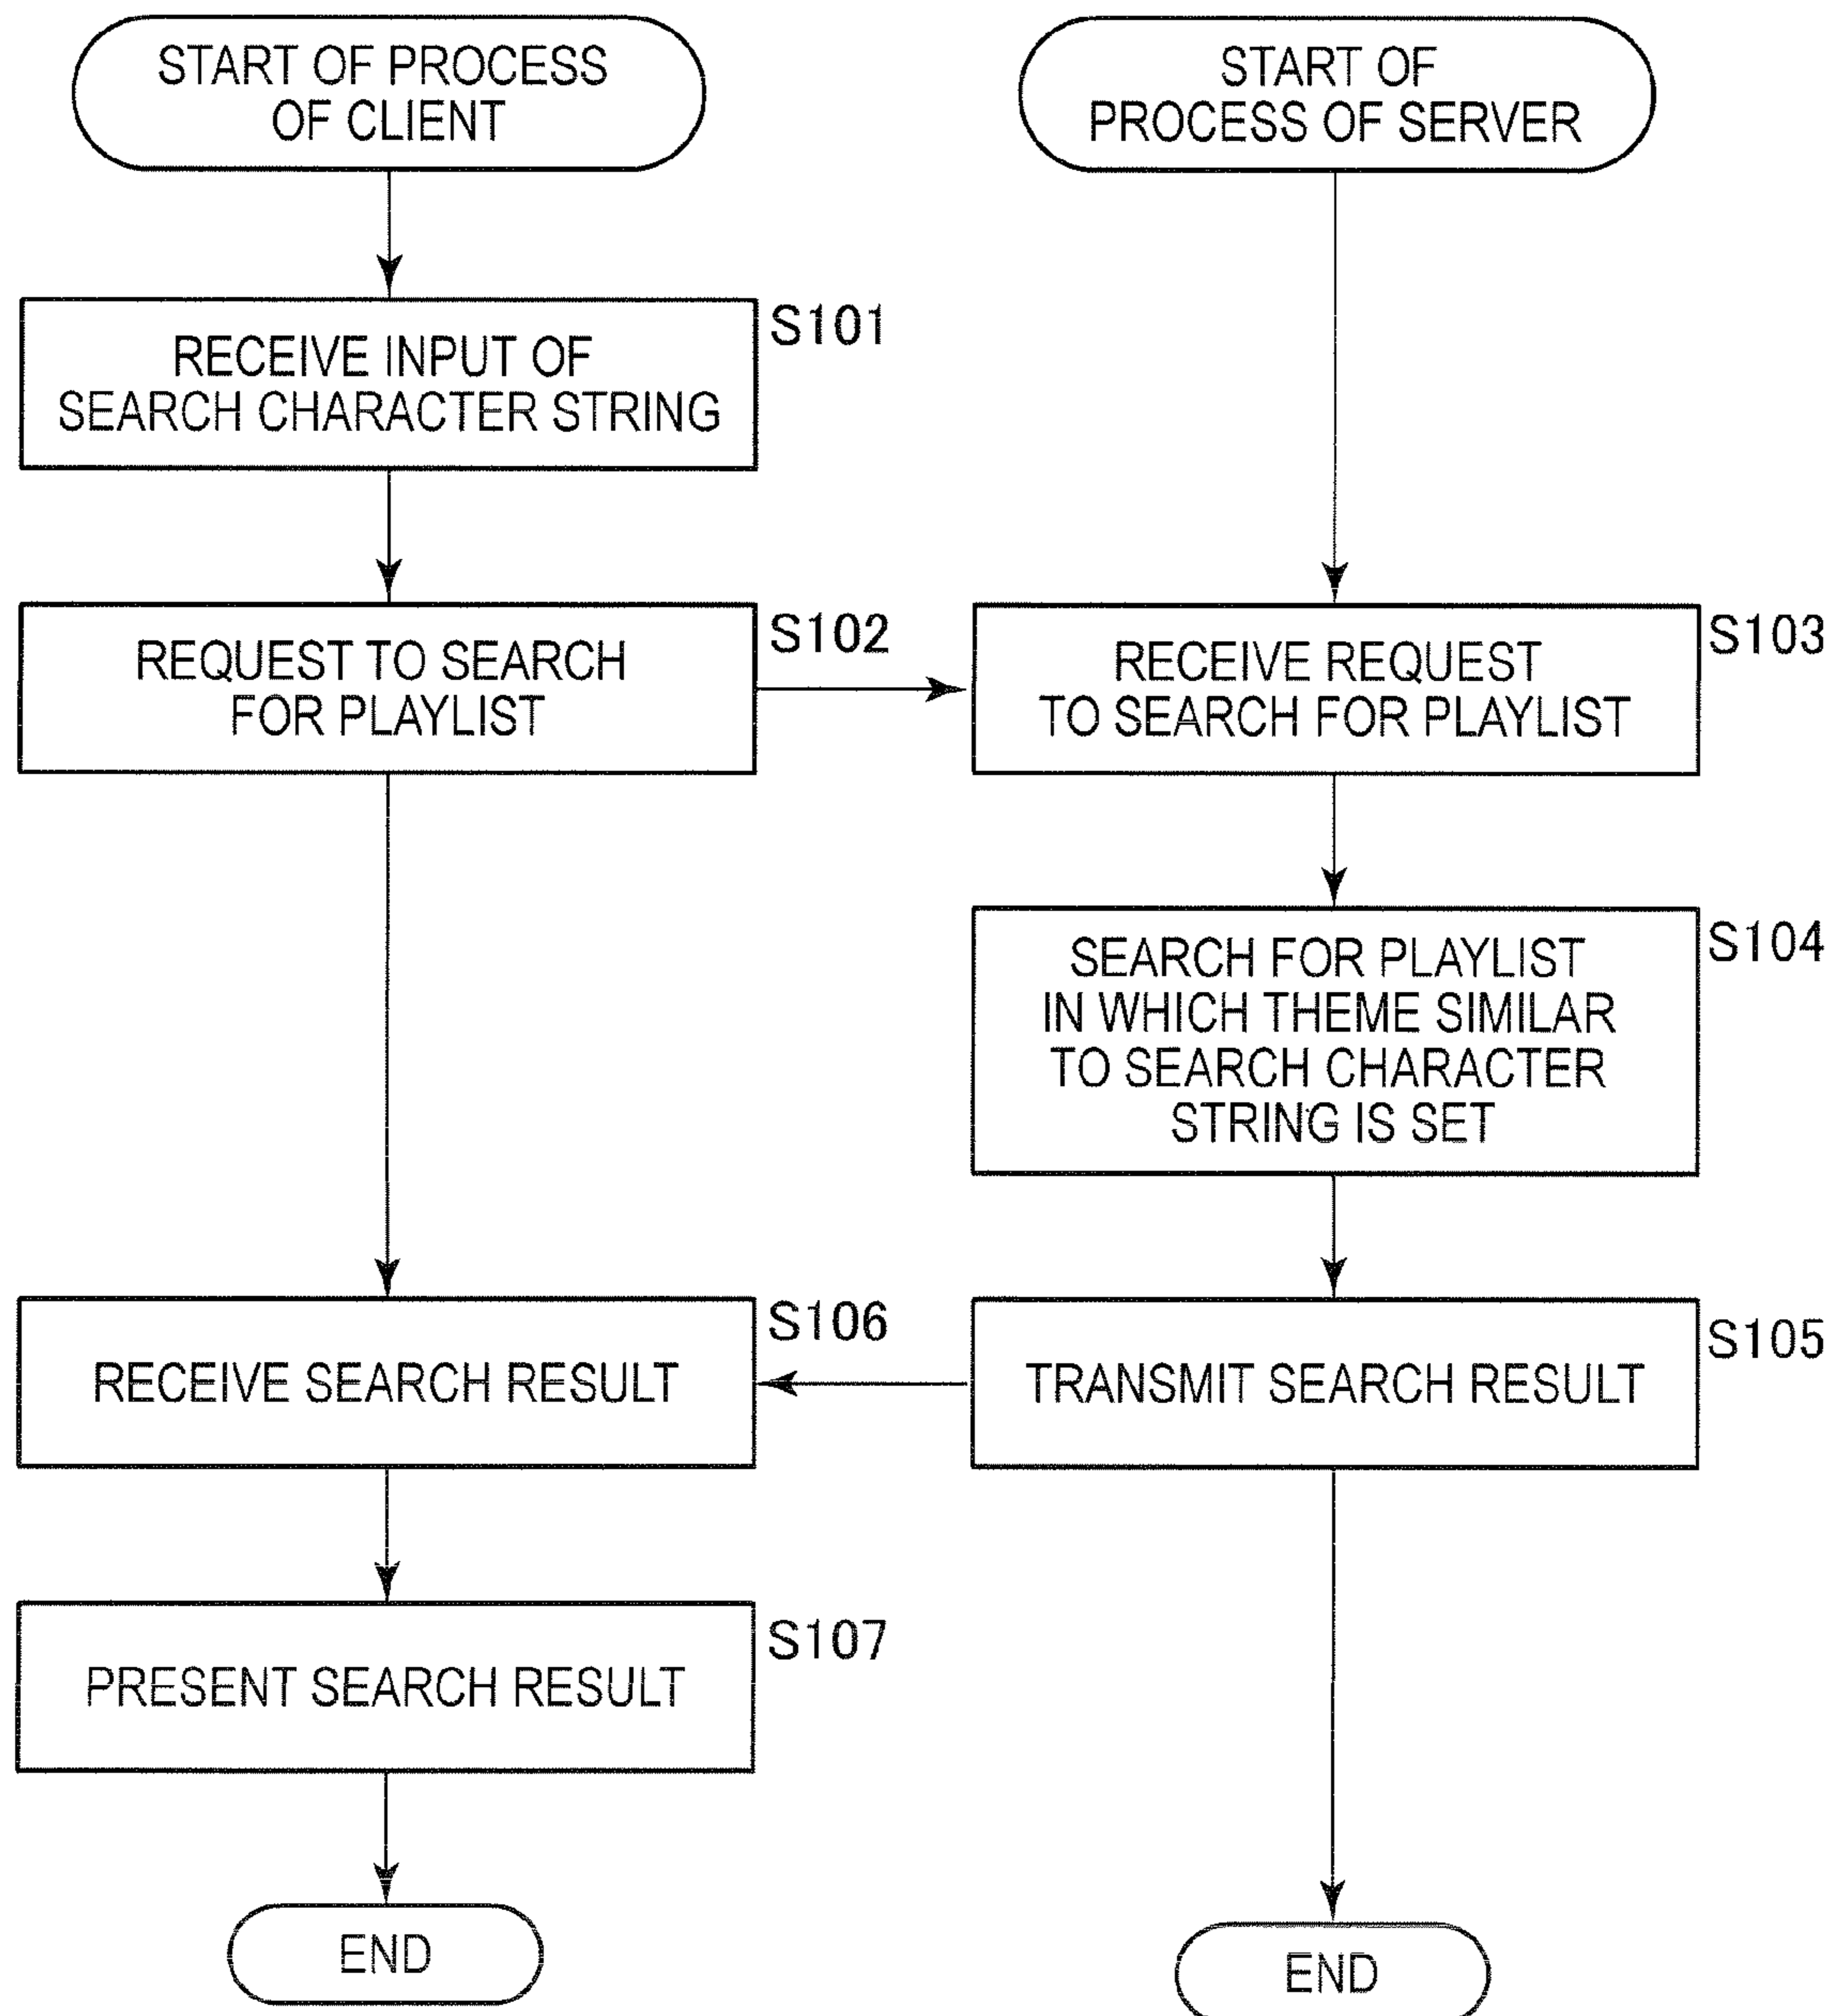 START OF PROCESS
OF CLIENT
START OF
PROCESS OF SERVER
RECEIVE INPUT OF
SEARCH CHARACTER STRING
S101
REQUEST TO SEARCH
FOR PLAYLIST
S102
RECEIVE REQUEST
TO SEARCH FOR PLAYLIST
S103
SEARCH FOR PLAYLIST
IN WHICH THEME SIMILAR
TO SEARCH CHARACTER
STRING IS SET
S104
RECEIVE SEARCH RESULT
S106
TRANSMIT SEARCH RESULT
S105
PRESENT SEARCH RESULT
S107
END
END